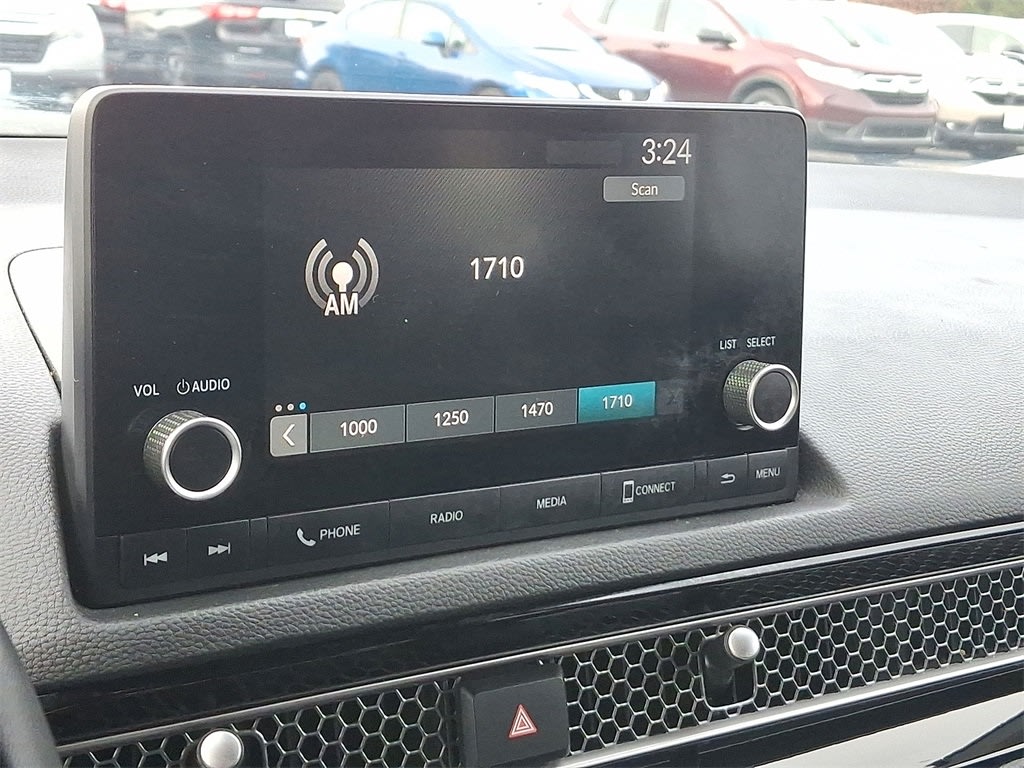 3:24
Scan
AM
1710
LIST SELECT
VOL AUDIO
1000 1250 1470 1710
PHONE RADIO MEDIA CONNECT MENU